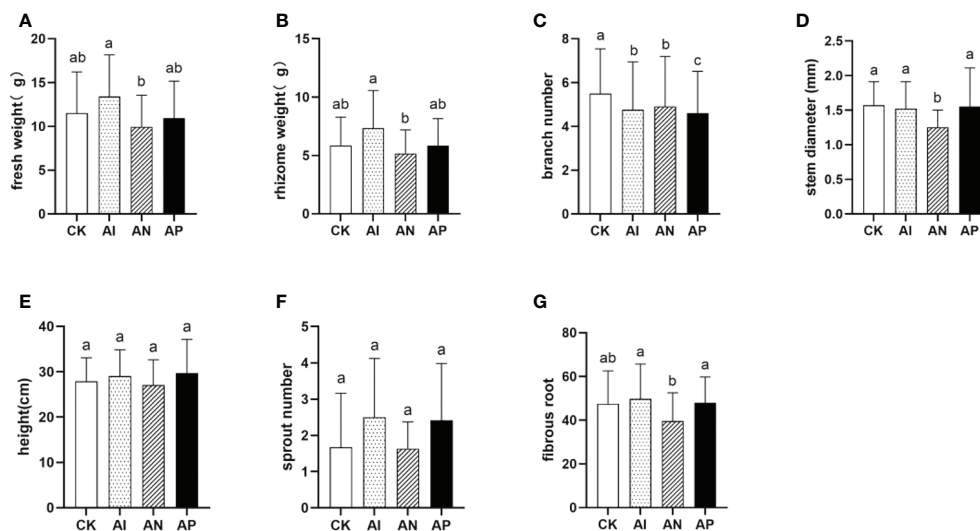 A
fresh weight( g)
20
15
10
5
0
ab
a
b
ab
CK AI AN AP
B
rhizome weight( g)
15
10
5
0
ab
a
b
ab
CK AI AN AP
C
branch number
8
6
4
2
0
a
b
b
c
CK AI AN AP
D
stem diameter (mm)
2.5
2.0
1.5
1.0
0.5
0.0
a
a
b
a
CK AI AN AP
E
height(cm)
40
30
20
10
0
a
a
a
a
CK AI AN AP
F
sprout number
5
4
3
2
1
0
a
a
a
a
CK AI AN AP
G
fibrous root
80
60
40
20
0
ab
a
b
a
CK AI AN AP